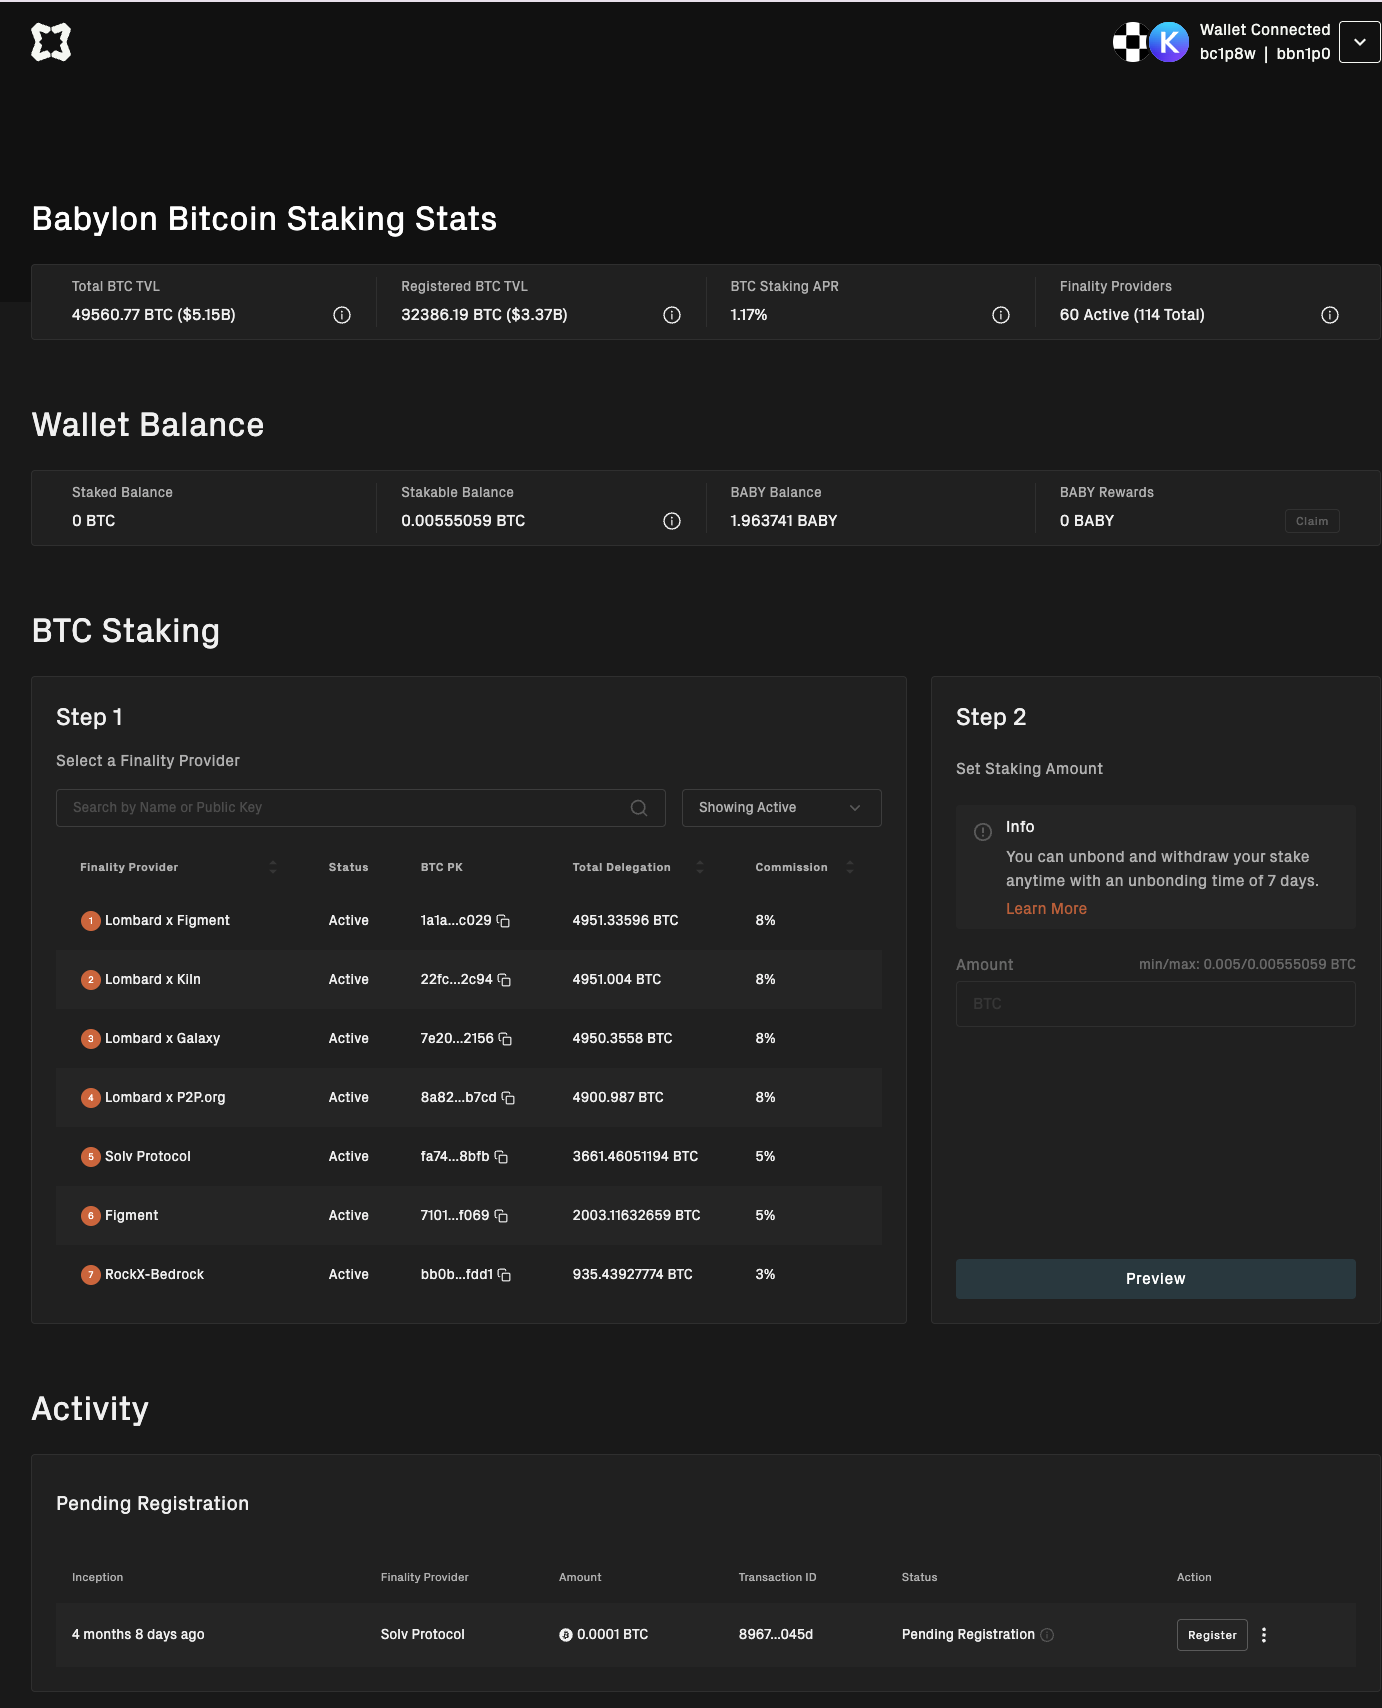 K
Wallet Connected
bc1p8w | bbn1p0
Babylon Bitcoin Staking Stats
Total BTC TVL
49560.77 BTC ($5.15B)
Registered BTC TVL
32386.19 BTC ($3.37B)
BTC Staking APR
1.17%
Finality Providers
60 Active (114 Total)
Wallet Balance
Staked Balance
0 BTC
Stakable Balance
0.00555059 BTC
BABY Balance
1.963741 BABY
BABY Rewards
0 BABY
Claim
BTC Staking
Step 1
Select a Finality Provider
Search by Name or Public Key
Showing Active
Finality Provider Status BTC PK Total Delegation Commission
1 Lombard x Figment Active 1a1a...c029 4951.33596 BTC 8%
2 Lombard x Kiln Active 22fc...2c94 4951.004 BTC 8%
3 Lombard x Galaxy Active 7e20...2156 4950.3558 BTC 8%
4 Lombard x P2P.org Active 8a82...b7cd 4900.987 BTC 8%
5 Solv Protocol Active fa74...8bfb 3661.46051194 BTC 5%
6 Figment Active 7101...f069 2003.11632659 BTC 5%
7 RockX-Bedrock Active bb0b...fdd1 935.43927774 BTC 3%
Step 2
Set Staking Amount
Info
You can unbond and withdraw your stake
anytime with an unbonding time of 7 days.
Learn More
Amount min/max: 0.005/0.00555059 BTC
BTC
Preview
Activity
Pending Registration
Inception Finality Provider Amount Transaction ID Status Action
4 months 8 days ago Solv Protocol 0.0001 BTC 8967...045d Pending Registration Register